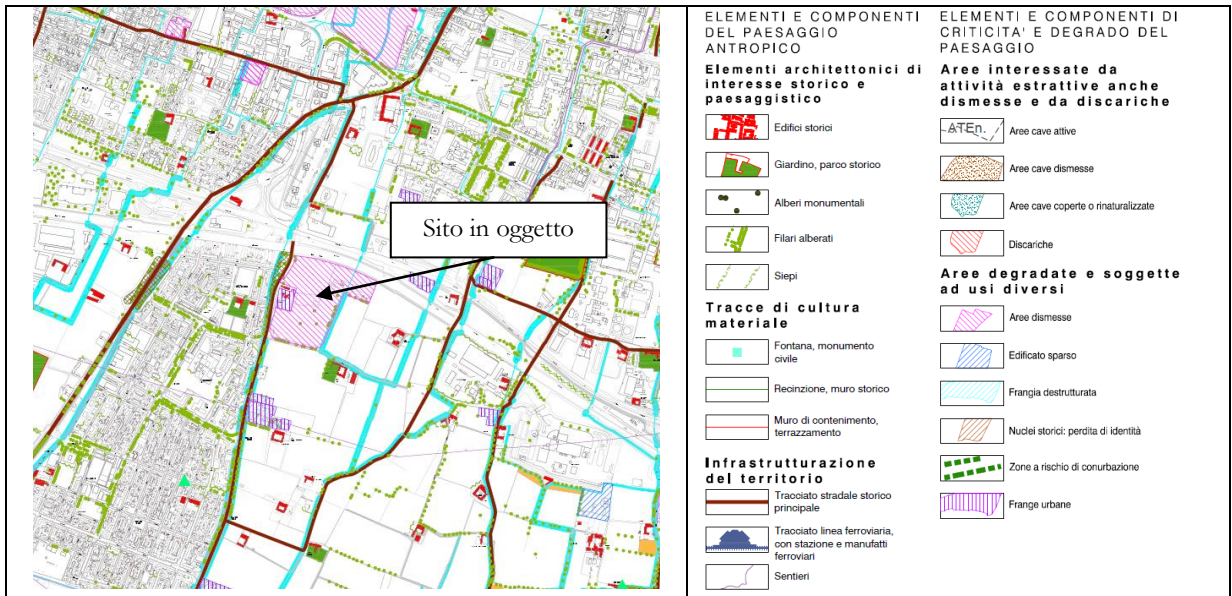 Sito in oggetto
ELEMENTI E COMPONENTI
DEL PAESAGGIO
ANTROPICO
Elementi architettonici di
interesse storico e
paesaggistico
Edifici storici
Giardino, parco storico
Alberi monumentali
Filari alberati
Siepi
Tracce di cultura
materiale
Fontana, monumento
civile
Recinzione, muro storico
Muro di contenimento,
terrazzamento
Infrastrutturazione
del territorio
Tracciato stradale storico
principale
Tracciato linea ferroviaria,
con stazione e manufatti
ferroviari
Sentieri
ELEMENTI E COMPONENTI DI
CRITICITA' E DEGRADO DEL
PAESAGGIO
Aree interessate da
attività estrattive anche
dismesse e da discariche
ATEn.
Aree cave attive
Aree cave dismesse
Aree cave coperte o rinaturalizzate
Discariche
Aree degradate e soggette
ad usi diversi
Aree dismesse
Edificato sparso
Frangia destrutturata
Nuclei storici: perdita di identità
Zone a rischio di conurbazione
Frange urbane